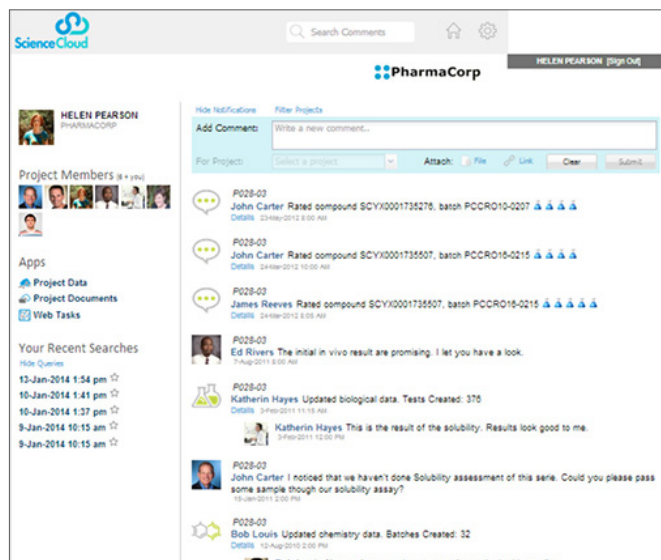 ScienceCloud
Search Comments
HELEN PEARSON [Sign Out]
PharmaCorp
HELEN PEARSON
PHARMACORP
Project Members (6 + you)
Apps
Project Data
Project Documents
Web Tasks
Your Recent Searches
Hide Queries
13-Jan-2014 1:54 pm
10-Jan-2014 1:41 pm
10-Jan-2014 1:37 pm
9-Jan-2014 10:15 am
9-Jan-2014 10:15 am
Hide Notifications Filter Projects
Add Comment: Write a new comment..
For Project: Select a project Attach: File Link Clear Submit
P028-03
John Carter Rated compound SCYX0001735276, batch PCCRO10-0207
Details 23-Mar-2012 8:00 AM
P028-03
John Carter Rated compound SCYX0001735507, batch PCCRO16-0215
Details 24-Mar-2012 10:00 AM
P028-03
James Reeves Rated compound SCYX0001735507, batch PCCRO16-0215
Details 24-Mar-2012 8:05 AM
P028-03
Ed Rivers The initial in vivo result are promising. I let you have a look.
7-Aug-2011 8:00 AM
P028-03
Katherin Hayes Updated biological data. Tests Created: 376
Details 3-Feb-2011 11:15 AM
Katherin Hayes This is the result of the solubility. Results look good to me.
3-Feb-2011 12:00 PM
P028-03
John Carter I noticed that we haven't done Solubility assessment of this serie. Could you please pass
some sample though our solubility assay?
15-Jan-2011 2:00 PM
P028-03
Bob Louis Updated chemistry data. Batches Created: 32
Details 12-Aug-2010 2:00 PM